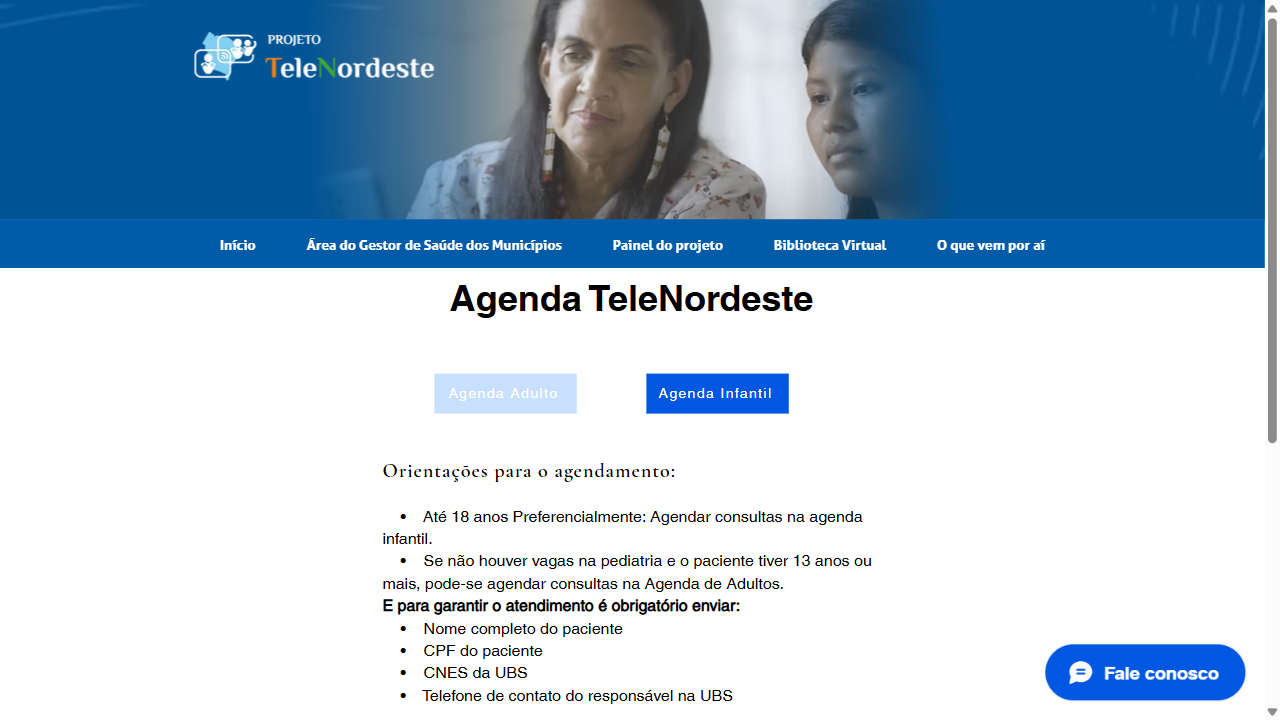 PROJETO
TeleNordeste
Início
Área do Gestor de Saúde dos Municípios
Painel do projeto
Biblioteca Virtual
O que vem por aí
Agenda TeleNordeste
Agenda Adulto
Agenda Infantil
Orientações para o agendamento:
• Até 18 anos Preferencialmente: Agendar consultas na agenda
infantil.
• Se não houver vagas na pediatria e o paciente tiver 13 anos ou
mais, pode-se agendar consultas na Agenda de Adultos.
E para garantir o atendimento é obrigatório enviar:
• Nome completo do paciente
• CPF do paciente
• CNES da UBS
• Telefone de contato do responsável na UBS
Fale conosco